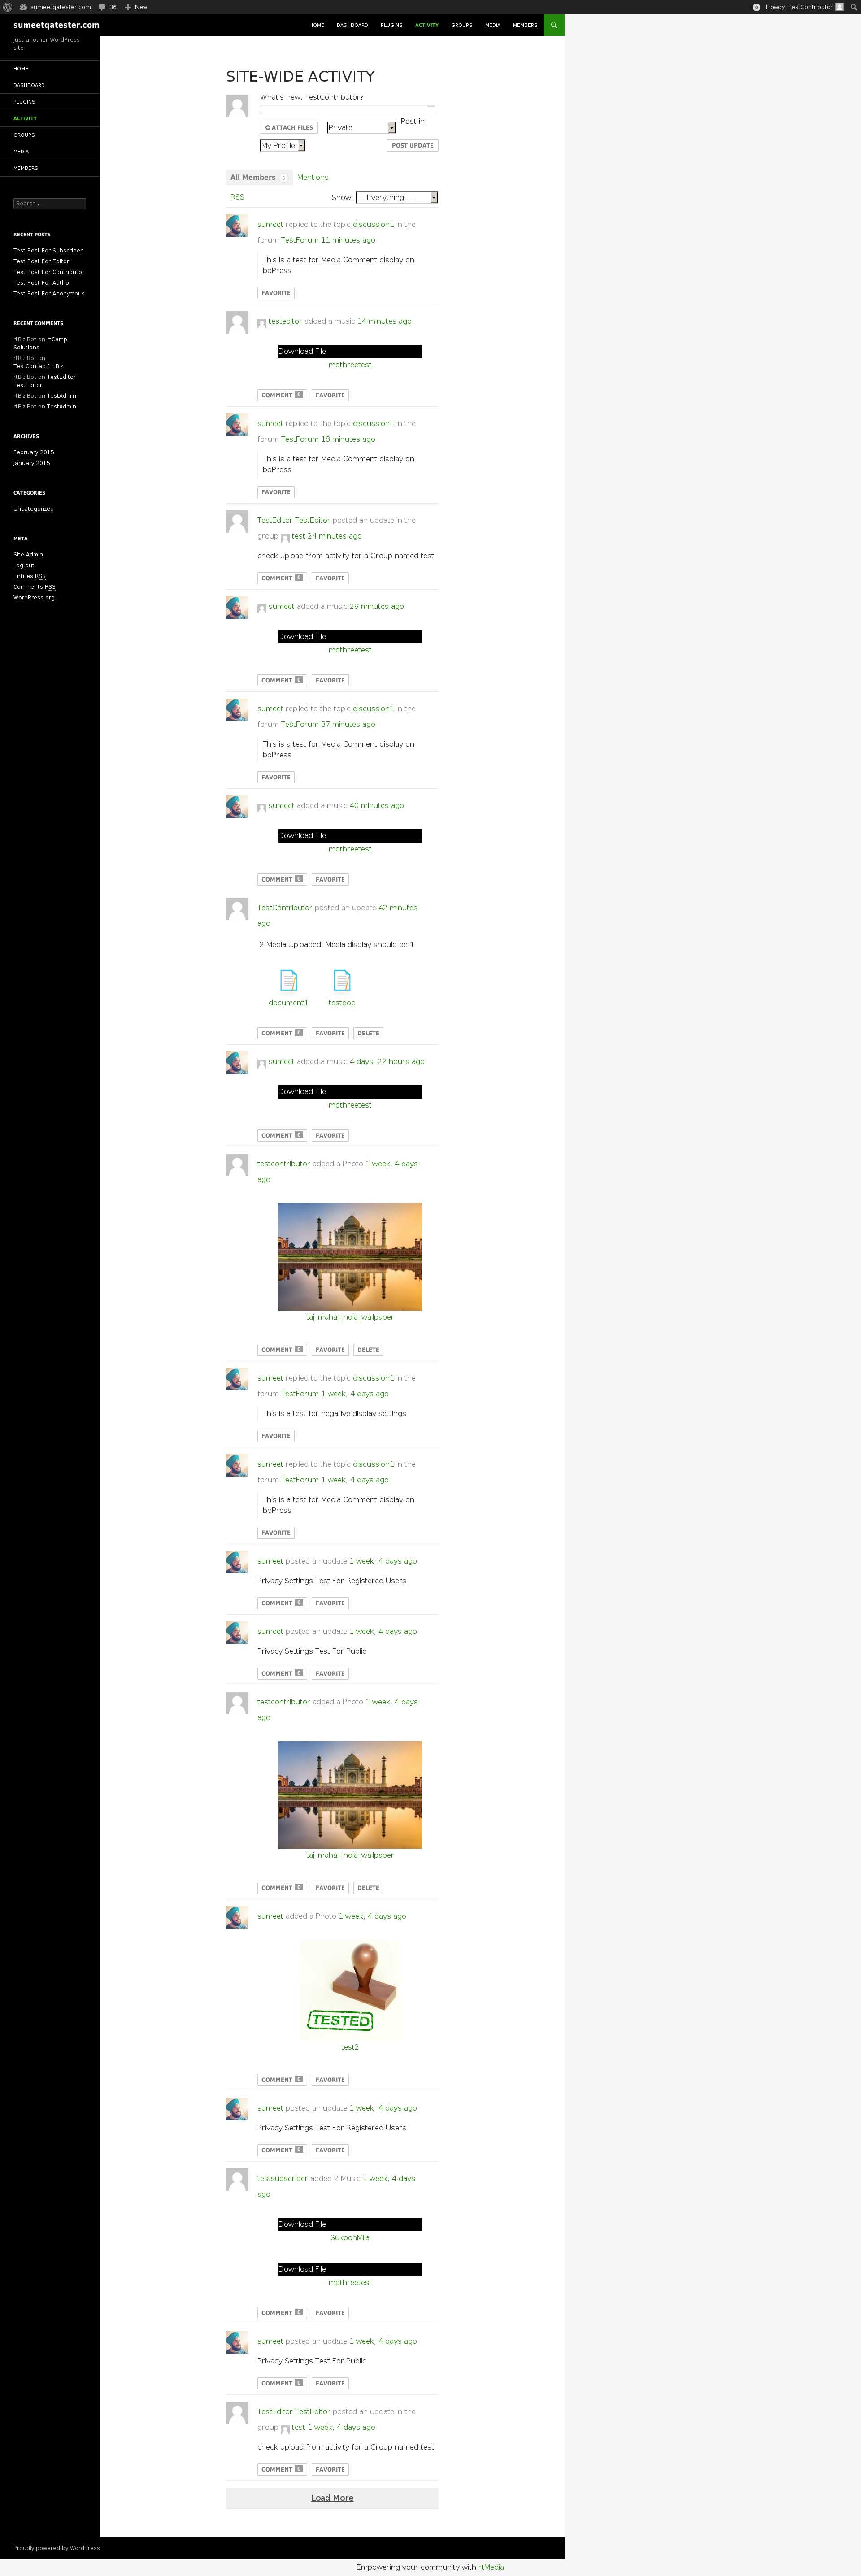 sumeetqatester.com 36 New 0 Howdy, TestContributor
sumeetqatester.com
Just another WordPress
site
HOME
DASHBOARD
PLUGINS
ACTIVITY
GROUPS
MEDIA
MEMBERS
Search ...
RECENT POSTS
Test Post For Subscriber
Test Post For Editor
Test Post For Contributor
Test Post For Author
Test Post For Anonymous
RECENT COMMENTS
rtBiz Bot on rtCamp
Solutions
rtBiz Bot on
TestContact1rtBiz
rtBiz Bot on TestEditor
TestEditor
rtBiz Bot on TestAdmin
rtBiz Bot on TestAdmin
ARCHIVES
February 2015
January 2015
CATEGORIES
Uncategorized
META
Site Admin
Log out
Entries RSS
Comments RSS
WordPress.org
HOME DASHBOARD PLUGINS ACTIVITY GROUPS MEDIA MEMBERS
SITE-WIDE ACTIVITY
What's new, TestContributor?
ATTACH FILES Private Post in:
My Profile POST UPDATE
All Members 5 Mentions
RSS Show: — Everything —
sumeet replied to the topic discussion1 in the
forum TestForum 11 minutes ago
This is a test for Media Comment display on
bbPress
FAVORITE
testeditor added a music 14 minutes ago
Download File
mpthreetest
COMMENT 0 FAVORITE
sumeet replied to the topic discussion1 in the
forum TestForum 18 minutes ago
This is a test for Media Comment display on
bbPress
FAVORITE
TestEditor TestEditor posted an update in the
group test 24 minutes ago
check upload from activity for a Group named test
COMMENT 0 FAVORITE
sumeet added a music 29 minutes ago
Download File
mpthreetest
COMMENT 0 FAVORITE
sumeet replied to the topic discussion1 in the
forum TestForum 37 minutes ago
This is a test for Media Comment display on
bbPress
FAVORITE
sumeet added a music 40 minutes ago
Download File
mpthreetest
COMMENT 0 FAVORITE
TestContributor posted an update 42 minutes
ago
2 Media Uploaded. Media display should be 1
document1 testdoc
COMMENT 0 FAVORITE DELETE
sumeet added a music 4 days, 22 hours ago
Download File
mpthreetest
COMMENT 0 FAVORITE
testcontributor added a Photo 1 week, 4 days
ago
taj_mahal_india_wallpaper
COMMENT 0 FAVORITE DELETE
sumeet replied to the topic discussion1 in the
forum TestForum 1 week, 4 days ago
This is a test for negative display settings
FAVORITE
sumeet replied to the topic discussion1 in the
forum TestForum 1 week, 4 days ago
This is a test for Media Comment display on
bbPress
FAVORITE
sumeet posted an update 1 week, 4 days ago
Privacy Settings Test For Registered Users
COMMENT 0 FAVORITE
sumeet posted an update 1 week, 4 days ago
Privacy Settings Test For Public
COMMENT 0 FAVORITE
testcontributor added a Photo 1 week, 4 days
ago
taj_mahal_india_wallpaper
COMMENT 0 FAVORITE DELETE
sumeet added a Photo 1 week, 4 days ago
TESTED
test2
COMMENT 0 FAVORITE
sumeet posted an update 1 week, 4 days ago
Privacy Settings Test For Registered Users
COMMENT 0 FAVORITE
testsubscriber added 2 Music 1 week, 4 days
ago
Download File
SukoonMila
Download File
mpthreetest
COMMENT 0 FAVORITE
sumeet posted an update 1 week, 4 days ago
Privacy Settings Test For Public
COMMENT 0 FAVORITE
TestEditor TestEditor posted an update in the
group test 1 week, 4 days ago
check upload from activity for a Group named test
COMMENT 0 FAVORITE
Load More
Proudly powered by WordPress
Empowering your community with rtMedia